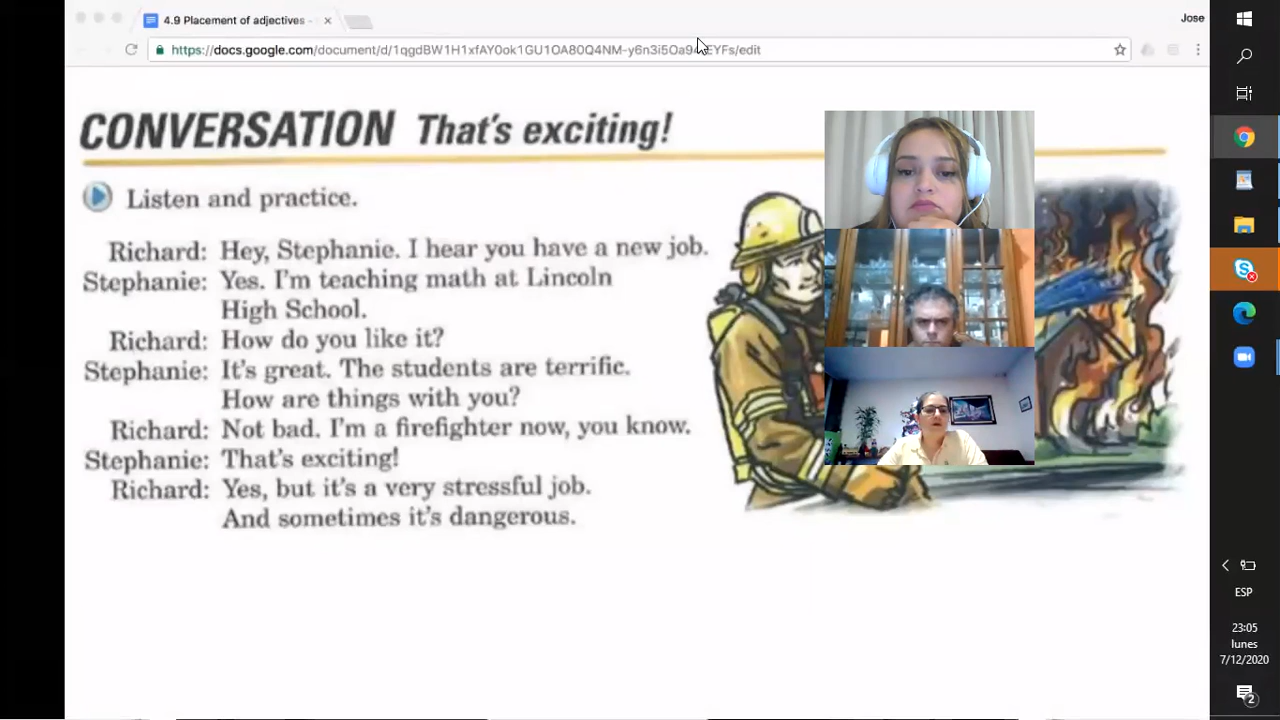 4.9 Placement of adjectives -
Jose
https://docs.google.com/document/d/1qgdBW1H1xfAY0ok1GU1OA80Q4NM-y6n3i5Oa9 EYFs/edit
CONVERSATION That's exciting!
Listen and practice.
Richard: Hey, Stephanie. I hear you have a new job.
Stephanie: Yes. I'm teaching math at Lincoln
High School.
Richard: How do you like it?
Stephanie: It's great. The students are terrific.
How are things with you?
Richard: Not bad. I'm a firefighter now, you know.
Stephanie: That's exciting!
Richard: Yes, but it's a very stressful job.
And sometimes it's dangerous.
ESP
23:05
lunes
7/12/2020
2